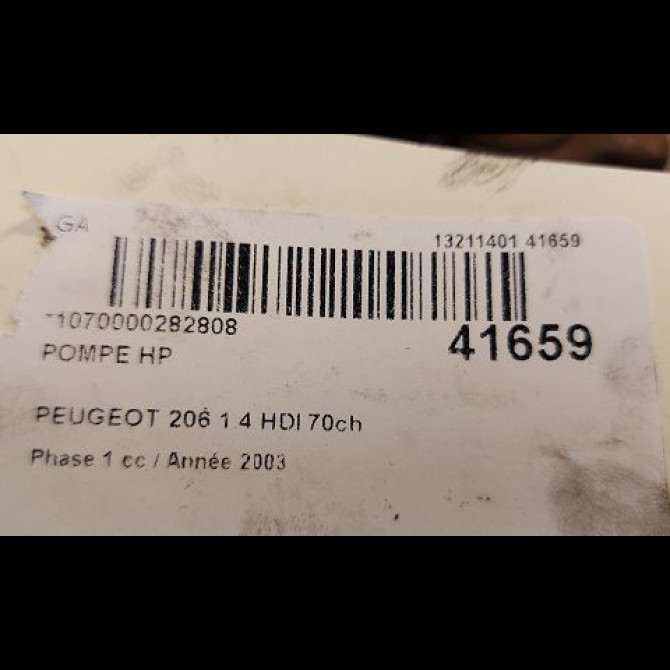 GA
13211401 41659
*1070000282808
41659
POMPE HP
PEUGEOT 206 1.4 HDI 70ch
Phase 1 cc / Année 2003